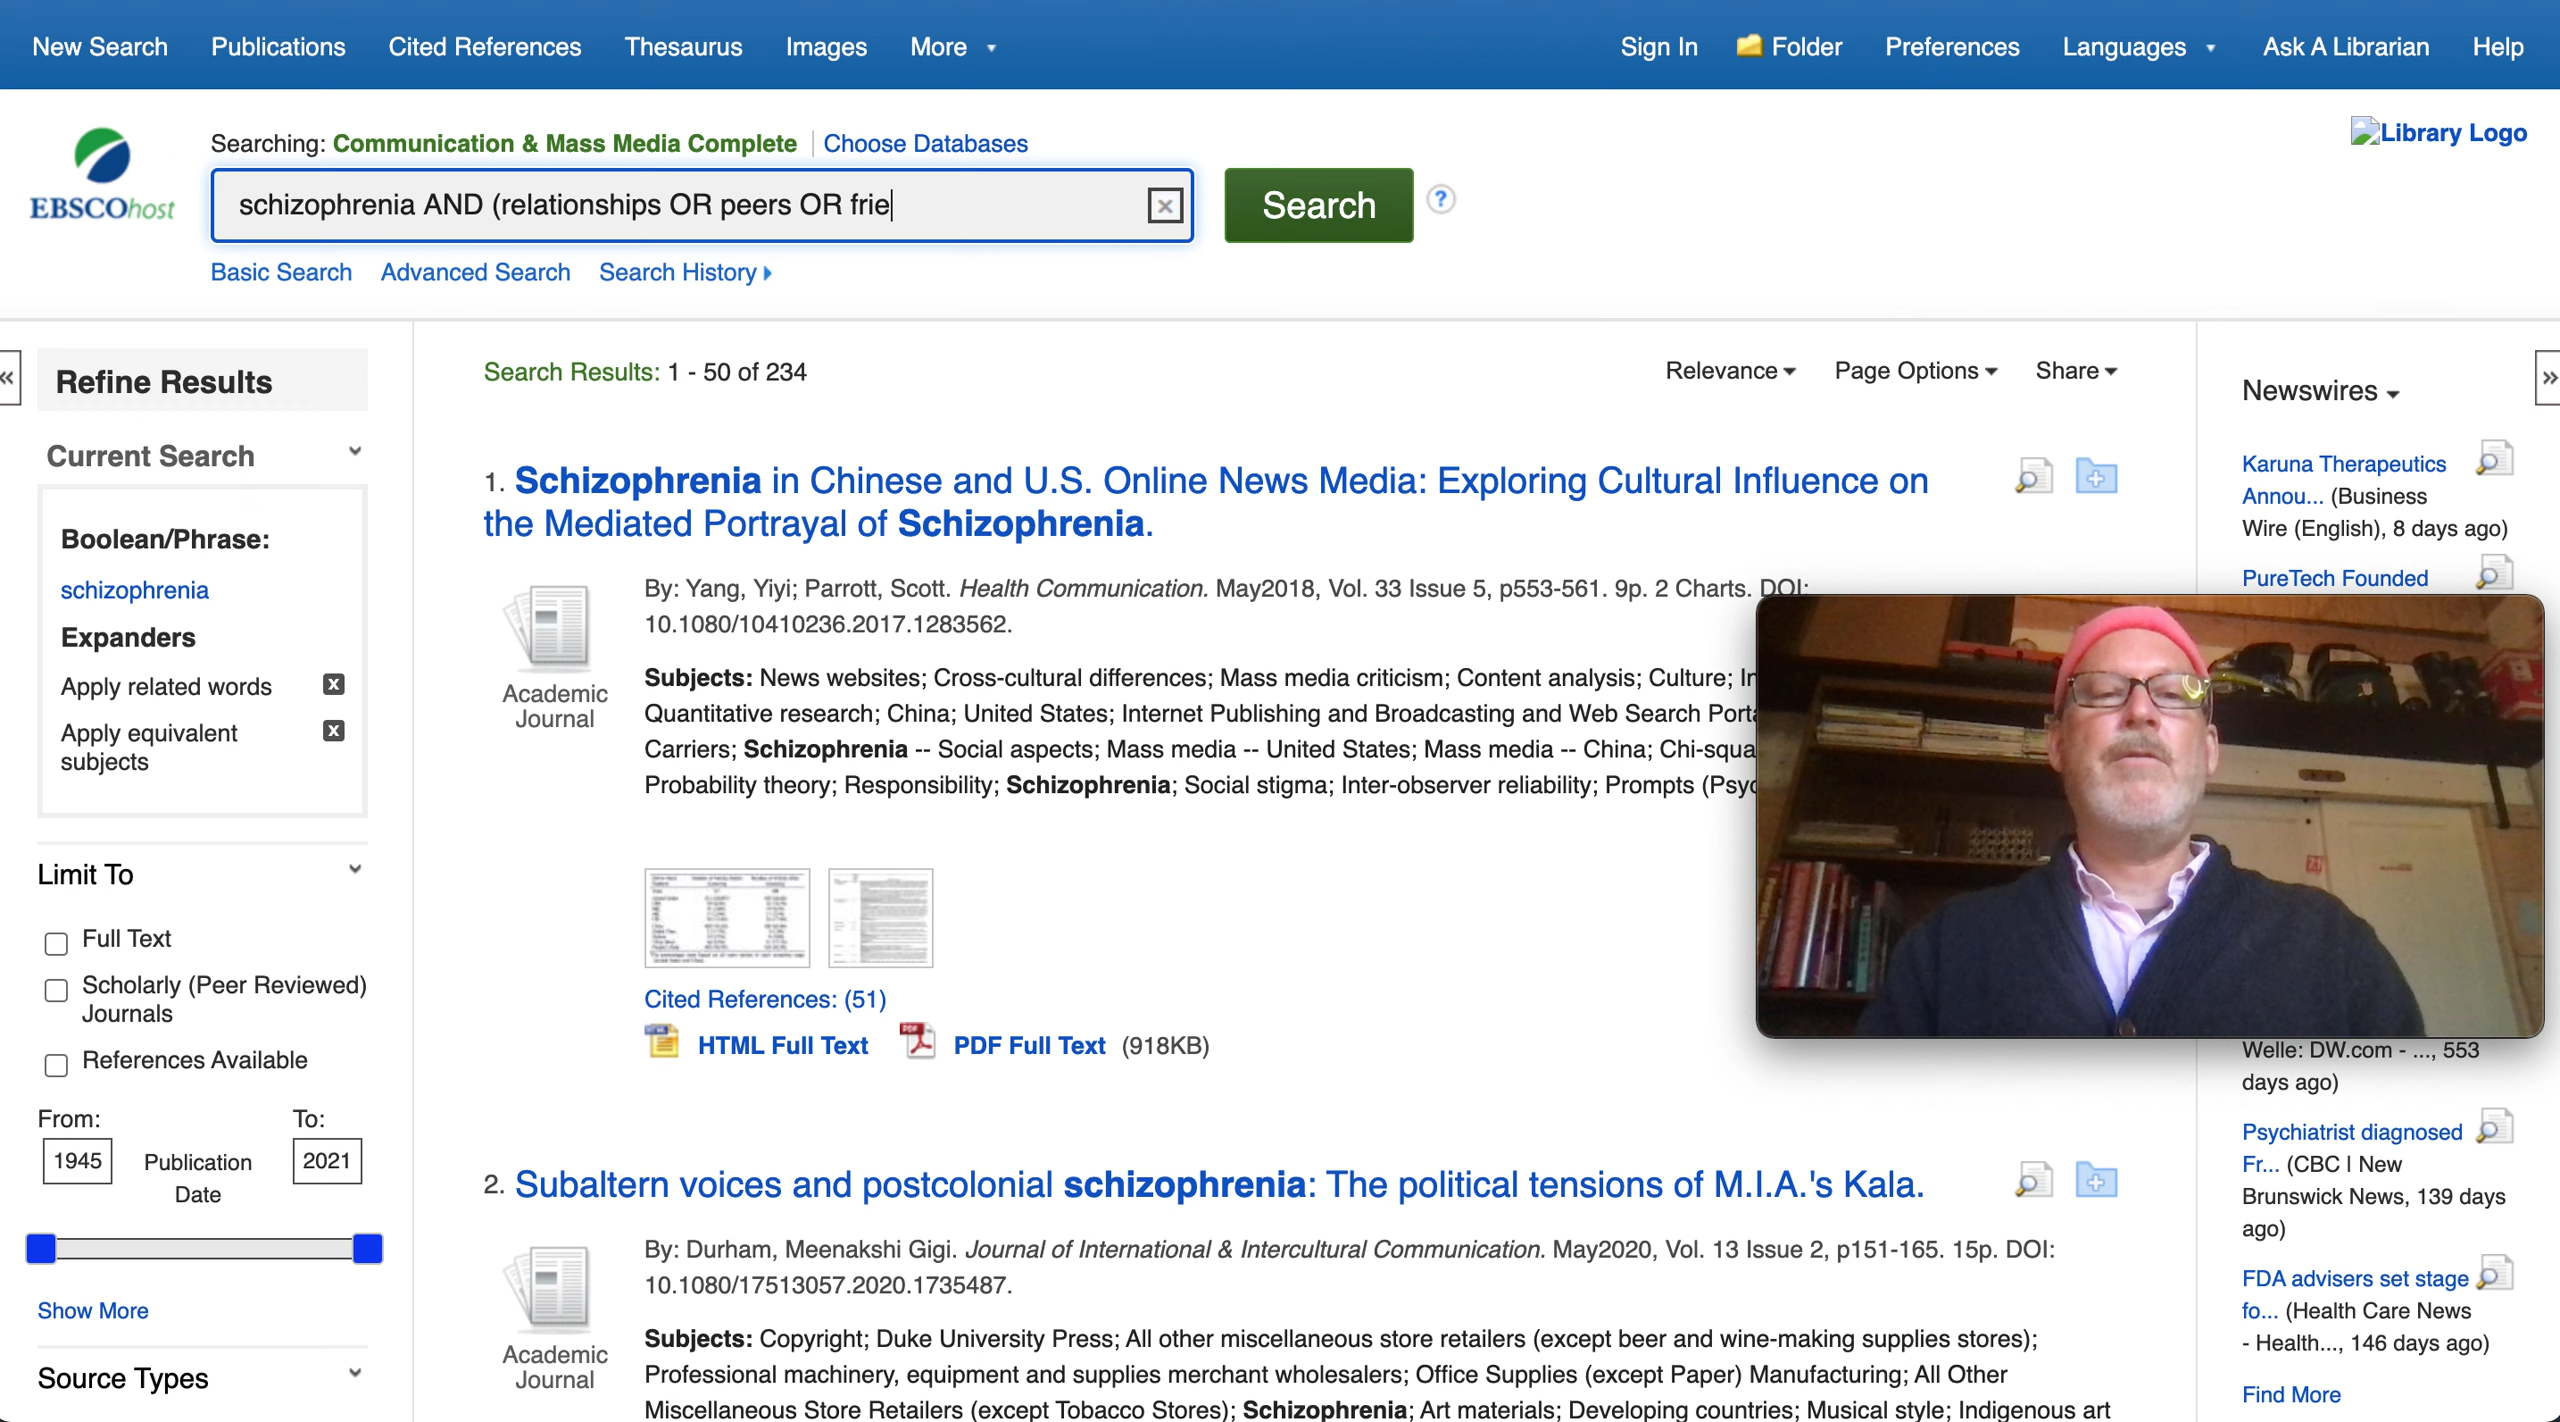 New Search Publications Cited References Thesaurus Images More Sign In Folder Preferences Languages Ask A Librarian Help
EBSCOhost
Searching: Communication & Mass Media Complete Choose Databases
Library Logo
schizophrenia AND (relationships OR peers OR frie
Search
?
Basic Search Advanced Search Search History
«
Refine Results
Current Search
Boolean/Phrase:
schizophrenia
Expanders
Apply related words
Apply equivalent
subjects
Limit To
Full Text
Scholarly (Peer Reviewed)
Journals
References Available
From: To:
1945 Publication 2021
Date
Show More
Source Types
Search Results: 1 - 50 of 234 Relevance Page Options Share
1. Schizophrenia in Chinese and U.S. Online News Media: Exploring Cultural Influence on
the Mediated Portrayal of Schizophrenia.
Academic
Journal
By: Yang, Yiyi; Parrott, Scott. Health Communication. May2018, Vol. 33 Issue 5, p553-561. 9p. 2 Charts. DOI:
10.1080/10410236.2017.1283562.
Subjects: News websites; Cross-cultural differences; Mass media criticism; Content analysis; Culture; In
Quantitative research; China; United States; Internet Publishing and Broadcasting and Web Search Porta
Carriers; Schizophrenia -- Social aspects; Mass media -- United States; Mass media -- China; Chi-squa
Probability theory; Responsibility; Schizophrenia; Social stigma; Inter-observer reliability; Prompts (Psyc
Cited References: (51)
HTML Full Text PDF Full Text (918KB)
2. Subaltern voices and postcolonial schizophrenia: The political tensions of M.I.A.'s Kala.
Academic
Journal
By: Durham, Meenakshi Gigi. Journal of International & Intercultural Communication. May2020, Vol. 13 Issue 2, p151-165. 15p. DOI:
10.1080/17513057.2020.1735487.
Subjects: Copyright; Duke University Press; All other miscellaneous store retailers (except beer and wine-making supplies stores);
Professional machinery, equipment and supplies merchant wholesalers; Office Supplies (except Paper) Manufacturing; All Other
Miscellaneous Store Retailers (except Tobacco Stores); Schizophrenia; Art materials; Developing countries; Musical style; Indigenous art
»
Newswires
Karuna Therapeutics
Annou... (Business
Wire (English), 8 days ago)
PureTech Founded
Welle: DW.com - ..., 553
days ago)
Psychiatrist diagnosed
Fr... (CBC | New
Brunswick News, 139 days
ago)
FDA advisers set stage
fo... (Health Care News
- Health..., 146 days ago)
Find More